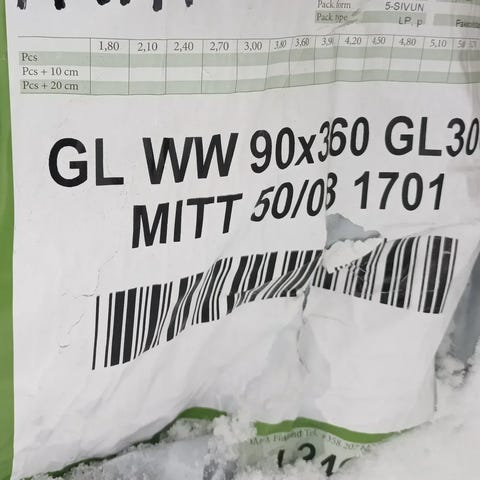 Pack form 5-SIVUN
Pack type LP, p
1,80 2,10 2,40 2,70 3,00 3,30 3,60 3,90 4,20 4,50 4,80 5,10
Pcs
Pcs + 10 cm
Pcs + 20 cm
GL WW 90x360 GL30
MITT 50/03 1701